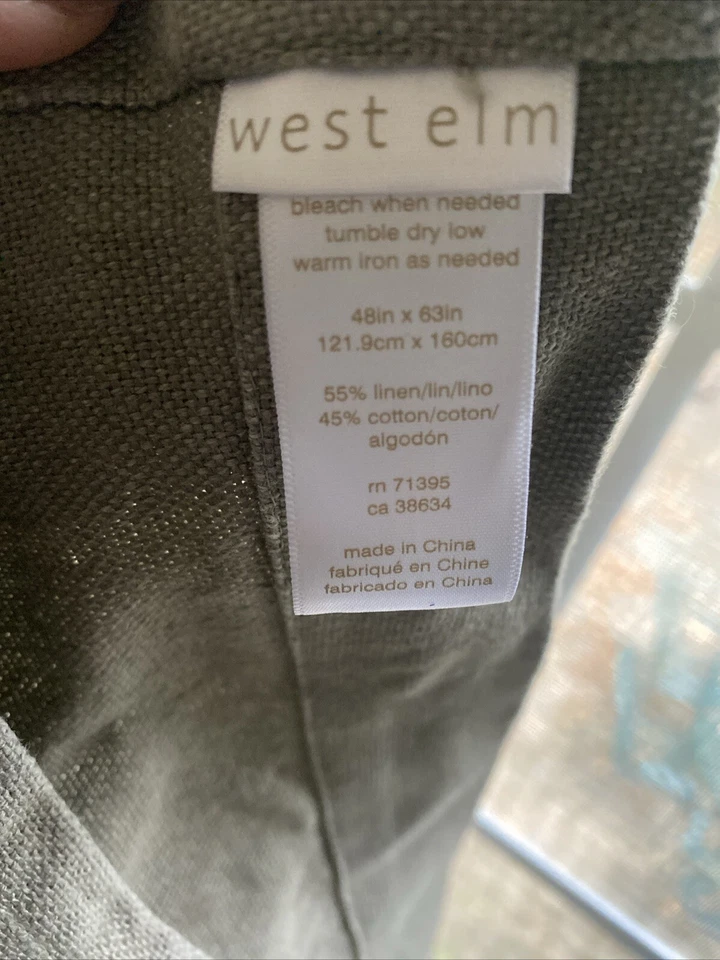 west elm
bleach when needed
tumble dry low
warm iron as needed
48in x 63in
121.9cm x 160cm
55% linen/lin/lino
45% cotton/coton/
algodón
rn 71395
ca 38634
made in China
fabriqué en Chine
fabricado en China